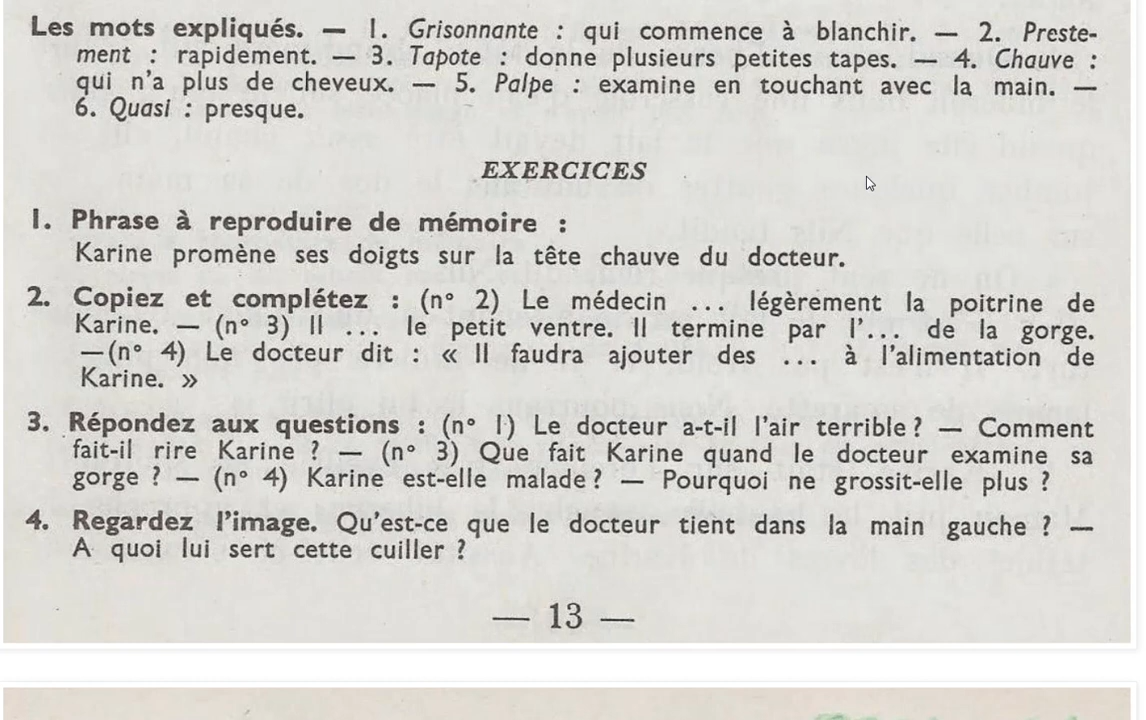 Les mots expliqués. — 1. Grisonnante : qui commence à blanchir. — 2. Preste-
ment : rapidement. — 3. Tapote : donne plusieurs petites tapes. — 4. Chauve :
qui n'a plus de cheveux. — 5. Palpe : examine en touchant avec la main. —
6. Quasi : presque.
EXERCICES
1. Phrase à reproduire de mémoire :
Karine promène ses doigts sur la tête chauve du docteur.
2. Copiez et complétez : (n° 2) Le médecin ... légèrement la poitrine de
Karine. — (n° 3) Il .... le petit ventre. Il termine par l'... de la gorge.
—(n° 4) Le docteur dit : « Il faudra ajouter des ... à l'alimentation de
Karine. »
3. Répondez aux questions : (n° 1) Le docteur a-t-il l'air terrible ? — Comment
fait-il rire Karine ? — (n° 3) Que fait Karine quand le docteur examine sa
gorge ? — (n° 4) Karine est-elle malade ? — Pourquoi ne grossit-elle plus ?
4. Regardez l'image. Qu'est-ce que le docteur tient dans la main gauche ? —
A quoi lui sert cette cuiller ?
— 13 —